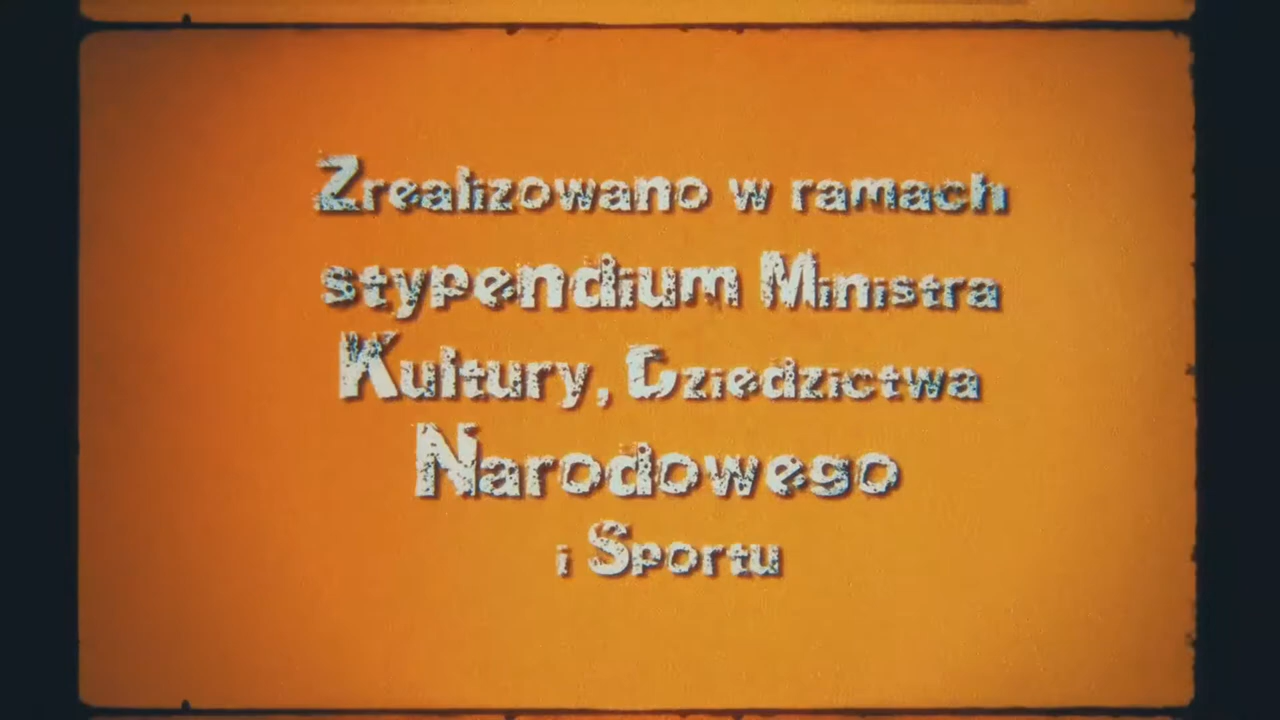 Zrealizowano w ramach
stypendium Ministra
Kultury, Dziedzictwa
Narodowego
i Sportu